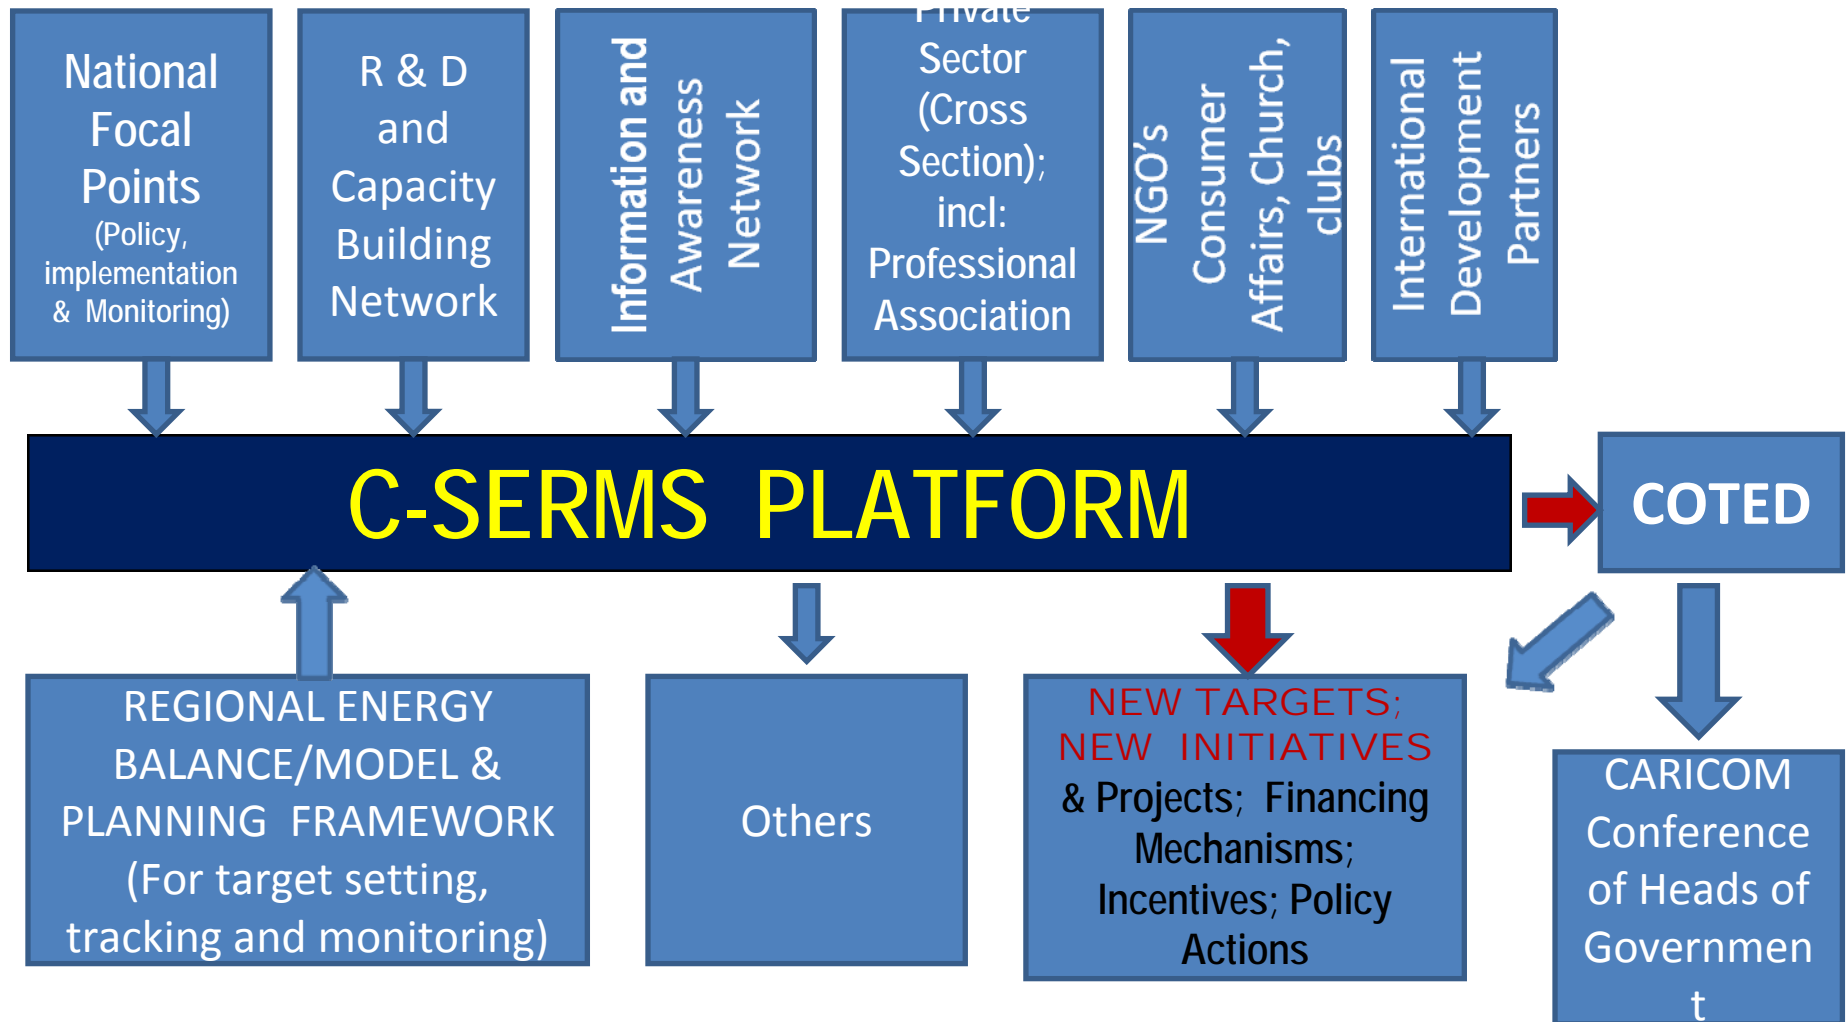 National
Focal
Points
(Policy,
implementation
& Monitoring)
R & D
and
Capacity
Building
Network
Information and
Awareness
Network
Private
Sector
(Cross
Section);
incl:
Professional
Association
NGO's
Consumer
Affairs, Church,
clubs
International
Development
Partners
C-SERMS PLATFORM
COTED
REGIONAL ENERGY
BALANCE/MODEL &
PLANNING FRAMEWORK
(For target setting,
tracking and monitoring)
Others
NEW TARGETS;
NEW INITIATIVES
& Projects; Financing
Mechanisms;
Incentives; Policy
Actions
CARICOM
Conference
of Heads of
Governmen
t